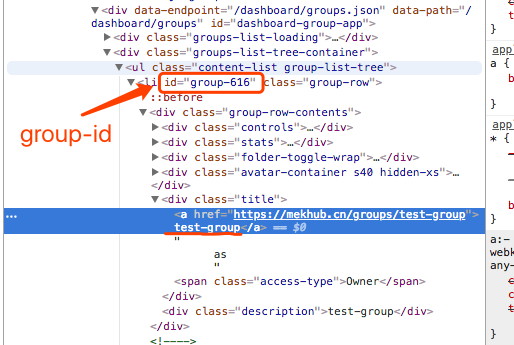 ▼<div data-endpoint="/dashboard/groups.json" data-path="/
dashboard/groups" id="dashboard-group-app">
▶<div class="groups-list-loading">…</div>
▼<div class="groups-list-tree-container">
▼<ul class="content-list group-list-tree">
▼<li id="group-616" class="group-row">
::before
group-id
▼<div class="group-row-contents">
▶<div class="controls">…</div>
▶<div class="stats">…</div>
▶<div class="folder-toggle-wrap">…</div>
▶<div class="avatar-container s40 hidden-xs">…
</div>
▼<div class="title">
… <a href="https://mekhub.cn/groups/test-group">
test-group</a> == $0
"
as
"
<span class="access-type">Owner</span>
</div>
<div class="description">test-group</div>
</div>
<!---->
app
a {
b
}
app
* {
b
}
a:-
webk
any-
c
t